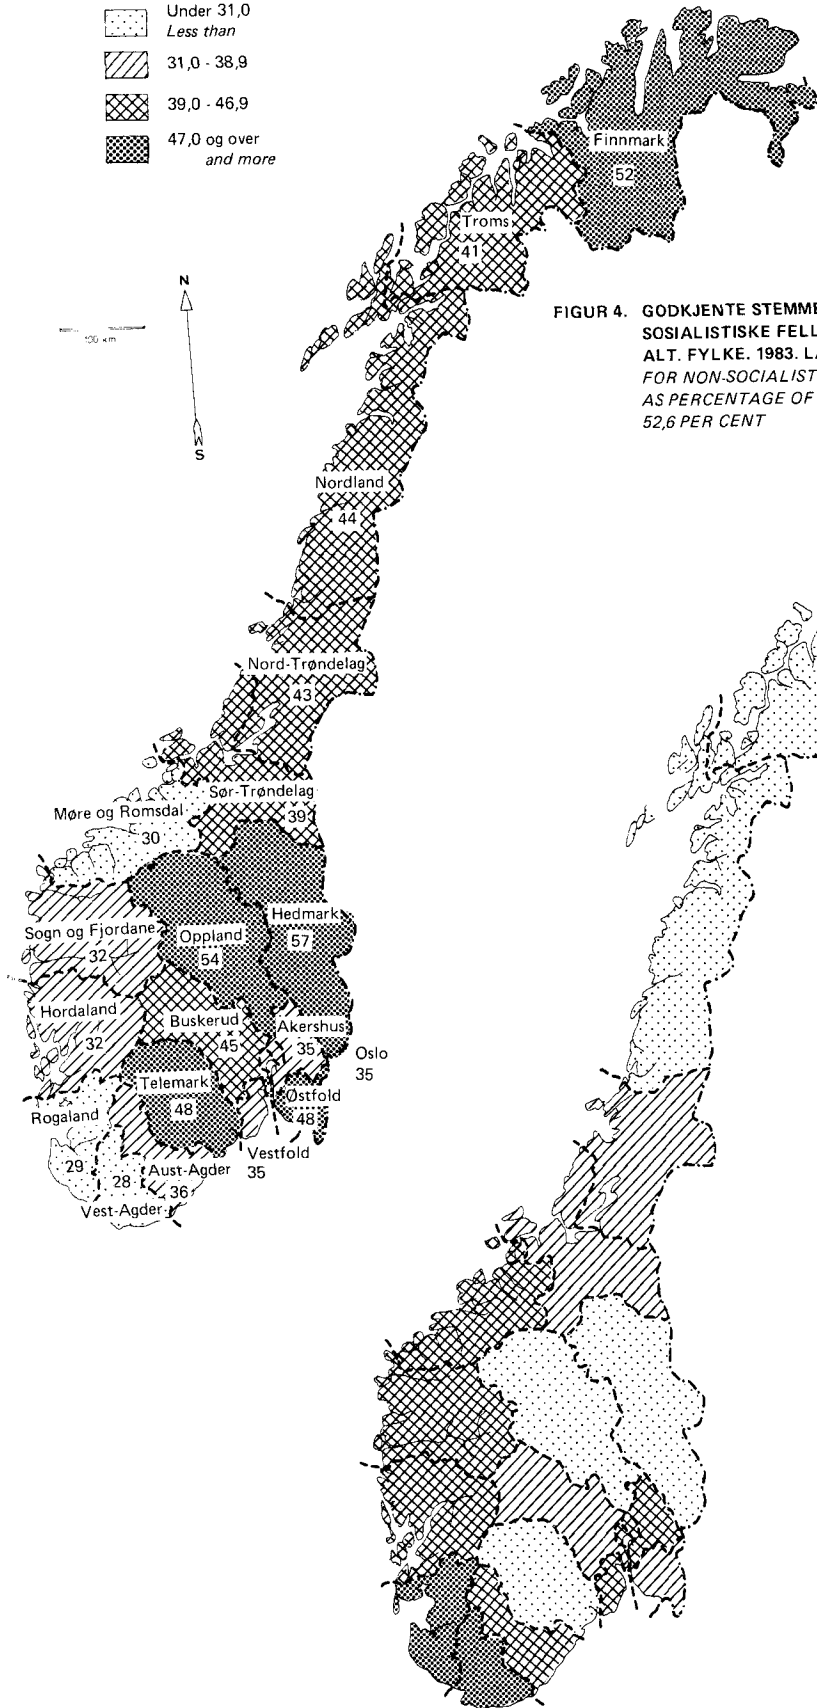 Under 31,0
Less than
31,0 - 38,9
39,0 - 46,9
47,0 og over
and more
Finnmark
52
Troms
41
N
100 km
S
FIGUR 4. GODKJENTE STEMME
SOSIALISTISKE FELL
ALT. FYLKE. 1983. L
FOR NON-SOCIALIST
AS PERCENTAGE OF
52,6 PER CENT
Nordland
44
Nord-Trøndelag
43
Sør-Trøndelag
39
Møre og Romsdal
30
Hedmark
57
Sogn og Fjordane
32
Oppland
54
Hordaland
32
Buskerud
45
Akershus
35
Oslo
35
Telemark
48
Østfold
48
Rogaland
29
Vestfold
35
Aust-Agder
36
28
Vest-Agder